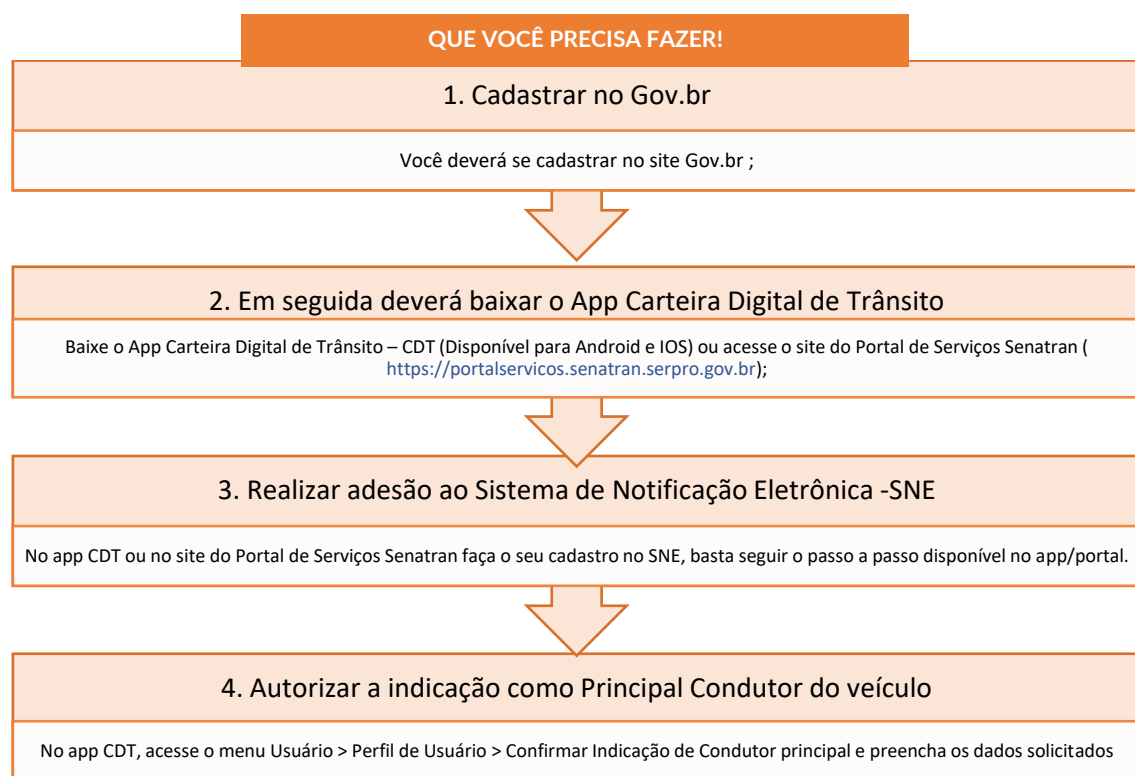 QUE VOCÊ PRECISA FAZER!
1. Cadastrar no Gov.br
Você deverá se cadastrar no site Gov.br ;
2. Em seguida deverá baixar o App Carteira Digital de Trânsito
Baixe o App Carteira Digital de Trânsito – CDT (Disponível para Android e IOS) ou acesse o site do Portal de Serviços Senatran (
https://portalservicos.senatran.serpro.gov.br);
3. Realizar adesão ao Sistema de Notificação Eletrônica -SNE
No app CDT ou no site do Portal de Serviços Senatran faça o seu cadastro no SNE, basta seguir o passo a passo disponível no app/portal.
4. Autorizar a indicação como Principal Condutor do veículo
No app CDT, acesse o menu Usuário > Perfil de Usuário > Confirmar Indicação de Condutor principal e preencha os dados solicitados